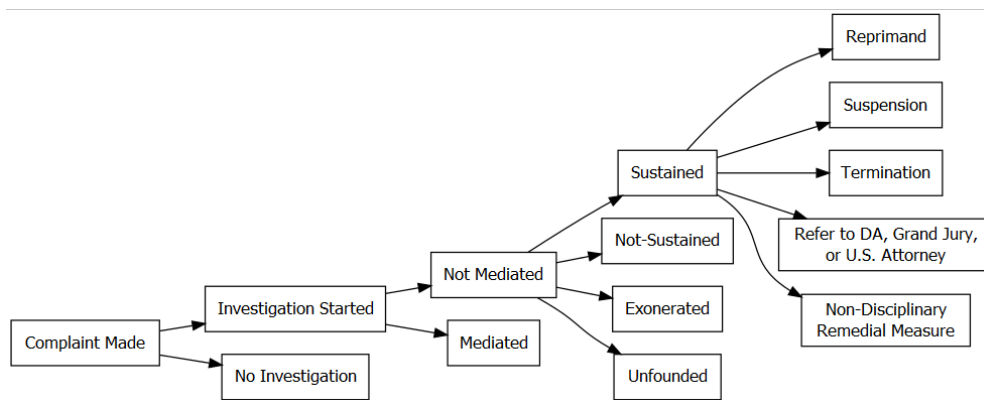 Reprimand
Suspension
Sustained
Termination
Refer to DA, Grand Jury,
or U.S. Attorney
Not-Sustained
Not Mediated
Investigation Started
Exonerated
Non-Disciplinary
Remedial Measure
Complaint Made
Mediated
No Investigation
Unfounded